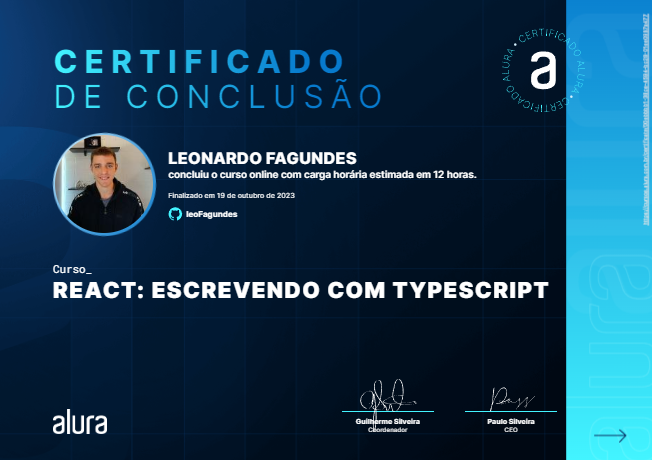 CERTIFICADO
DE CONCLUSÃO
CERTIFICADO ALURA • CERTIFICADO ALURA •
a
LEONARDO FAGUNDES
concluiu o curso online com carga horária estimada em 12 horas.
Finalizado em 19 de outubro de 2023
leoFagundes
Curso_
REACT: ESCREVENDO COM TYPESCRIPT
Guilherme Silveira
Coordenador
Paulo Silveira
CEO
alura
alura